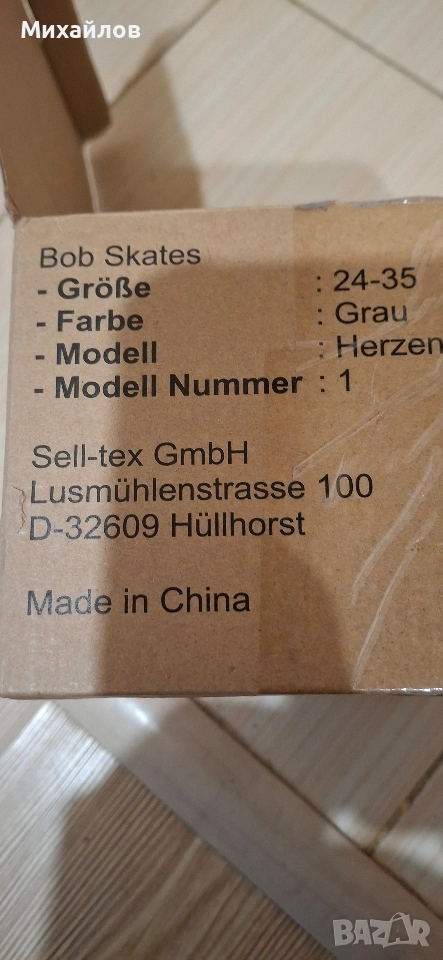 Михайлов
Bob Skates
- Größe : 24-35
- Farbe : Grau
- Modell : Herzen
- Modell Nummer : 1
Sell-tex GmbH
Lusmühlenstrasse 100
D-32609 Hüllhorst
Made in China
BAZAR